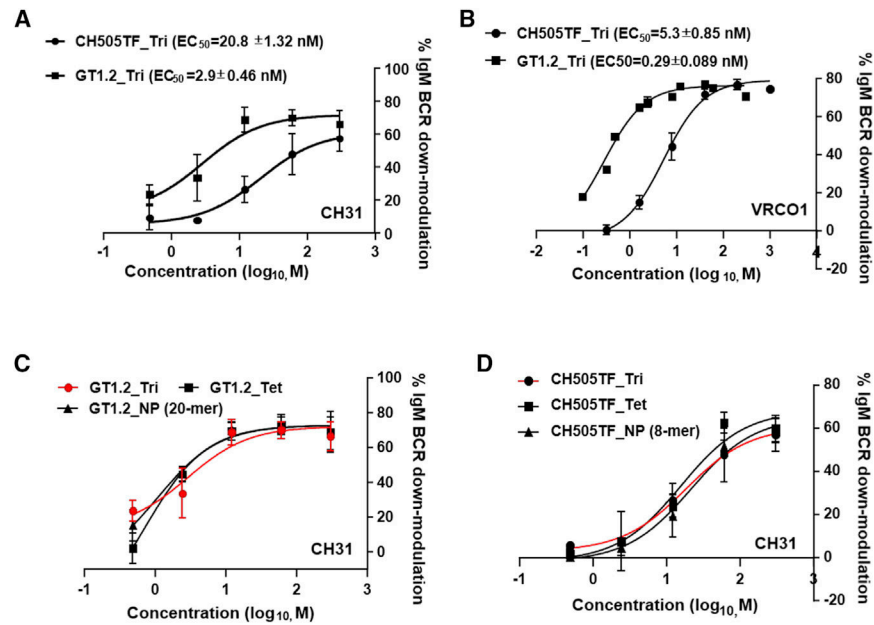 A
CH505TF_Tri (EC50=20.8 ±1.32 nM)
GT1.2_Tri (EC50 =2.9±0.46 nM)
100
80
60
40
20
0
% IgM BCR down-modulation
CH31
-1 0 1 2 3
Concentration (log10, M)
B
CH505TF_Tri (EC50=5.3±0.85 nM)
GT1.2_Tri (EC50=0.29±0.089 nM)
80
60
40
20
0
-20
% IgM BCR down-modulation
VRCO1
-2 -1 0 1 2 3 4
Concentration (log10, M)
C
GT1.2_Tri GT1.2_Tet
GT1.2_NP (20-mer)
100
80
60
40
20
0
% IgM BCR down-modulation
CH31
-1 0 1 2 3
Concentration (log10, M)
D
CH505TF_Tri
CH505TF_Tet
CH505TF_NP (8-mer)
80
60
40
20
0
-20
% IgM BCR down-modulation
CH31
-1 0 1 2 3
Concentration (log10, M)